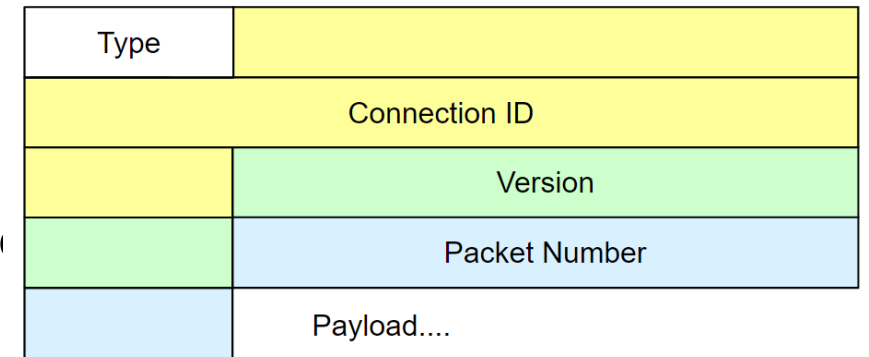 Type
Connection ID
Version
Packet Number
Payload....